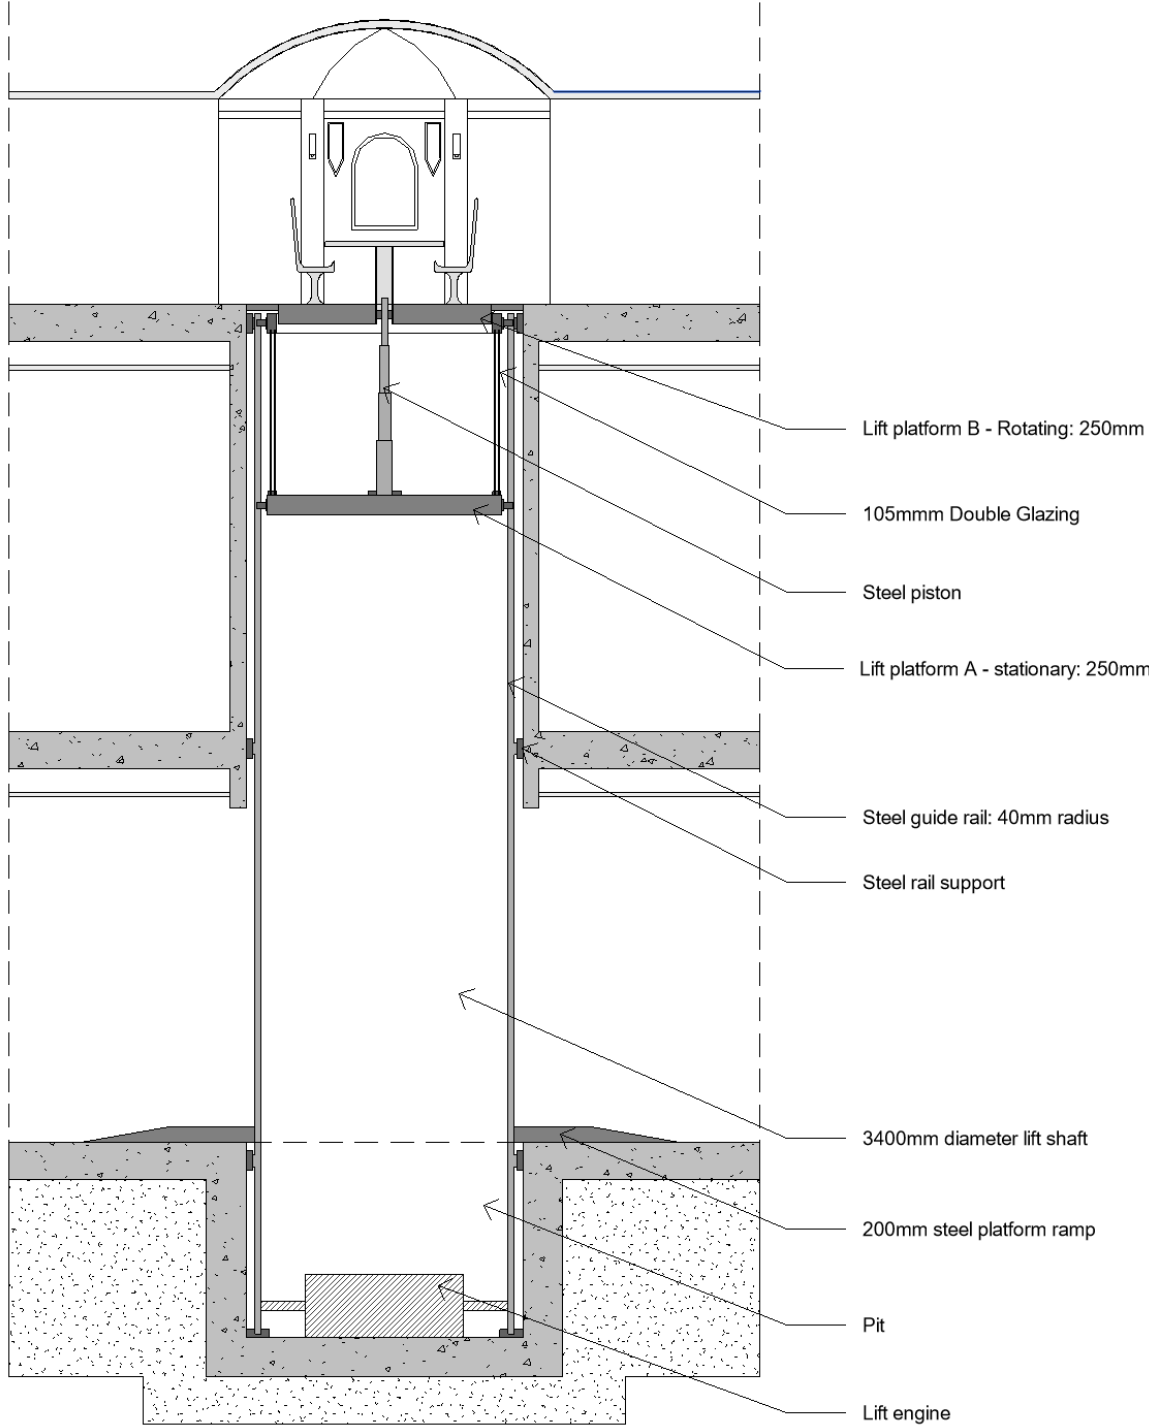 Lift platform B - Rotating: 250mm
105mmm Double Glazing
Steel piston
Lift platform A - stationary: 250mm
Steel guide rail: 40mm radius
Steel rail support
3400mm diameter lift shaft
200mm steel platform ramp
Pit
Lift engine